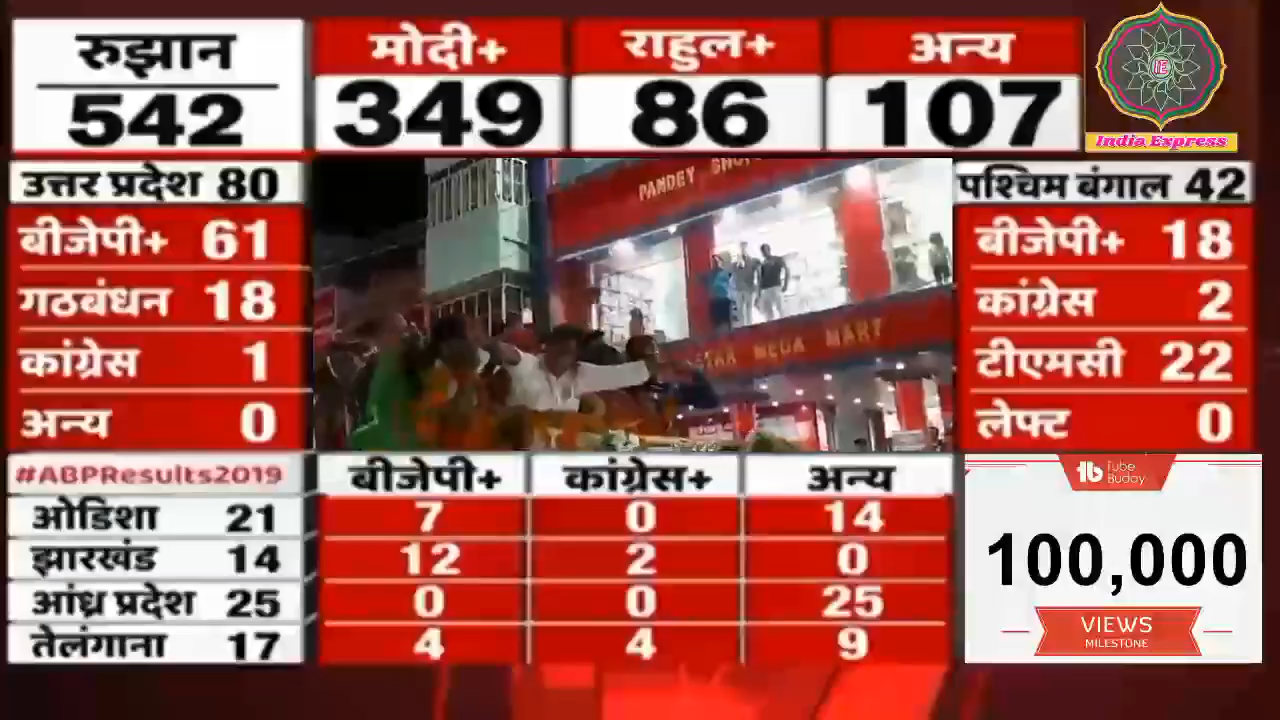 रुझान
542
मोदी+
349
राहुल+
86
अन्य
107
India Express
उत्तर प्रदेश 80
बीजेपी+ 61
गठबंधन 18
कांग्रेस 1
अन्य 0
PANDEY
MEGA MART
पश्चिम बंगाल 42
बीजेपी+ 18
कांग्रेस 2
टीएमसी 22
लेफ्ट 0
#ABPResults2019 बीजेपी+ कांग्रेस+ अन्य
ओडिशा 21 7 0 14
झारखंड 14 12 2 0
आंध्र प्रदेश 25 0 0 25
तेलंगाना 17 4 4 9
Tube
Buday
100,000
VIEWS
MILESTONE